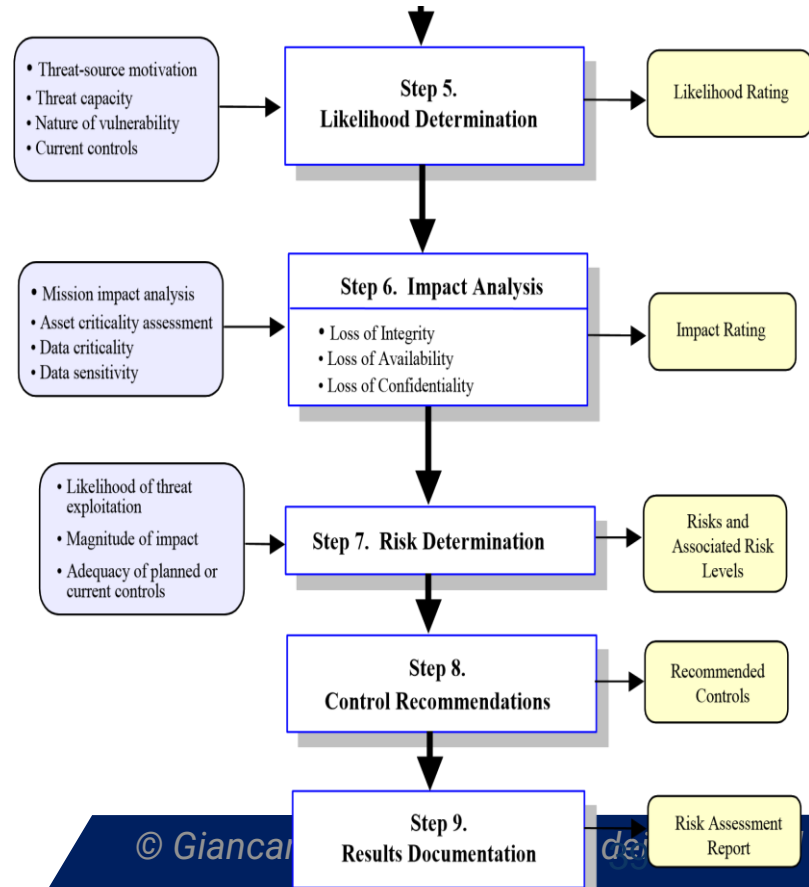 • Threat-source motivation
• Threat capacity
• Nature of vulnerability
• Current controls
Step 5.
Likelihood Determination
Likelihood Rating
• Mission impact analysis
• Asset criticality assessment
• Data criticality
• Data sensitivity
Step 6. Impact Analysis
• Loss of Integrity
• Loss of Availability
• Loss of Confidentiality
Impact Rating
• Likelihood of threat
exploitation
• Magnitude of impact
• Adequacy of planned or
current controls
Step 7. Risk Determination
Risks and
Associated Risk
Levels
Step 8.
Control Recommendations
Recommended
Controls
Step 9.
Results Documentation
Risk Assessment
Report
©